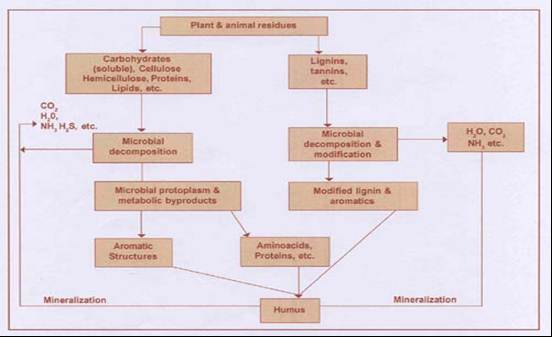 Plant & animal residues
Carbohydrates
(soluble), Cellulose
Hemicellulose, Proteins,
Lipids, etc.
Lignins,
tannins,
etc.
CO2
H20,
NH3 H2S, etc.
Microbial
decomposition
Microbial
decomposition &
modification
H2O, CO2
NH3 etc.
Microbial protoplasm &
metabolic byproducts
Modified lignin &
aromatics
Aromatic
Structures
Aminoacids,
Proteins, etc.
Mineralization
Humus
Mineralization